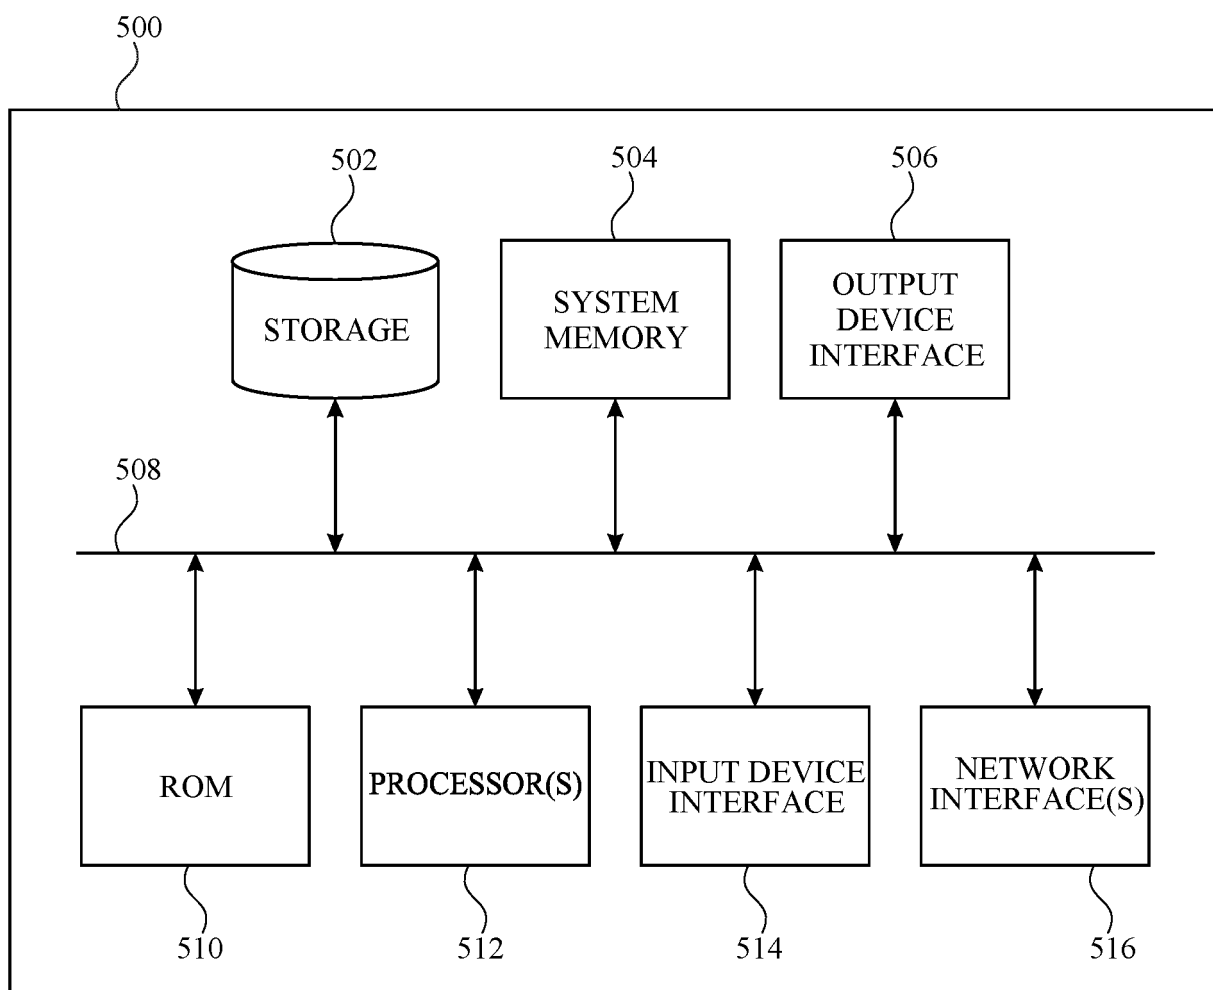 500
502
504
506
STORAGE
SYSTEM
MEMORY
OUTPUT
DEVICE
INTERFACE
508
ROM
PROCESSOR(S)
INPUT DEVICE
INTERFACE
NETWORK
INTERFACE(S)
510
512
514
516